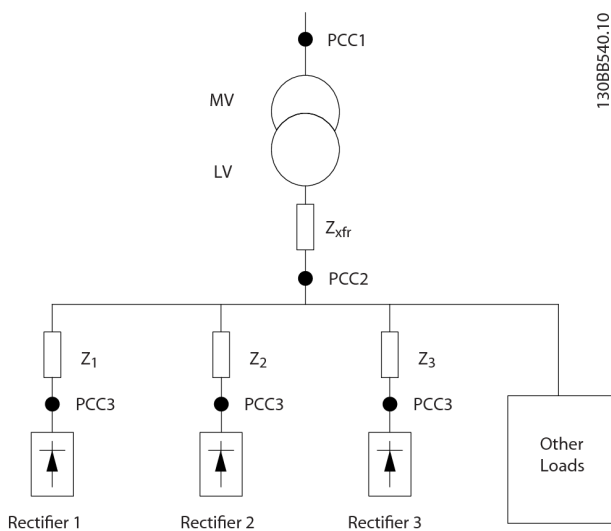 PCC1
130BB540.10
MV
LV
Zxfr
PCC2
Z1
Z2
Z3
PCC3
PCC3
PCC3
Other
Loads
Rectifier 1
Rectifier 2
Rectifier 3